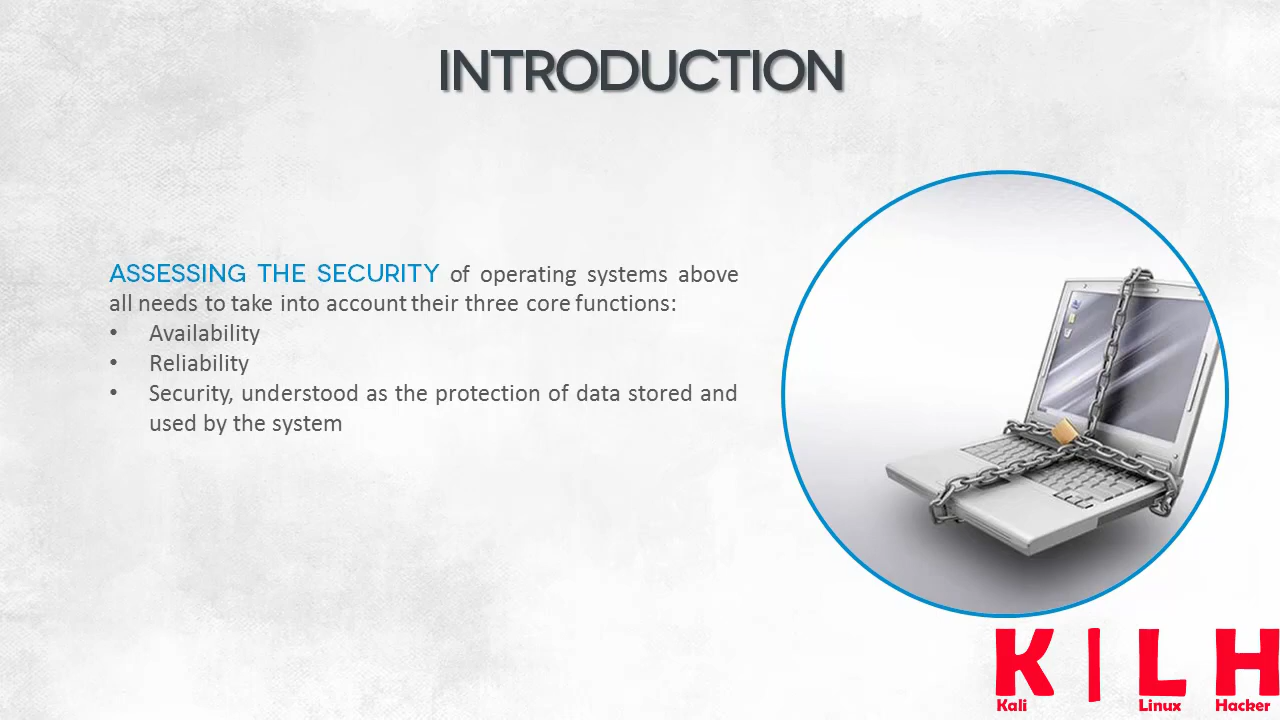 INTRODUCTION
ASSESSING THE SECURITY of operating systems above
all needs to take into account their three core functions:
• Availability
• Reliability
• Security, understood as the protection of data stored and
used by the system
K | L H
Kali Linux Hacker